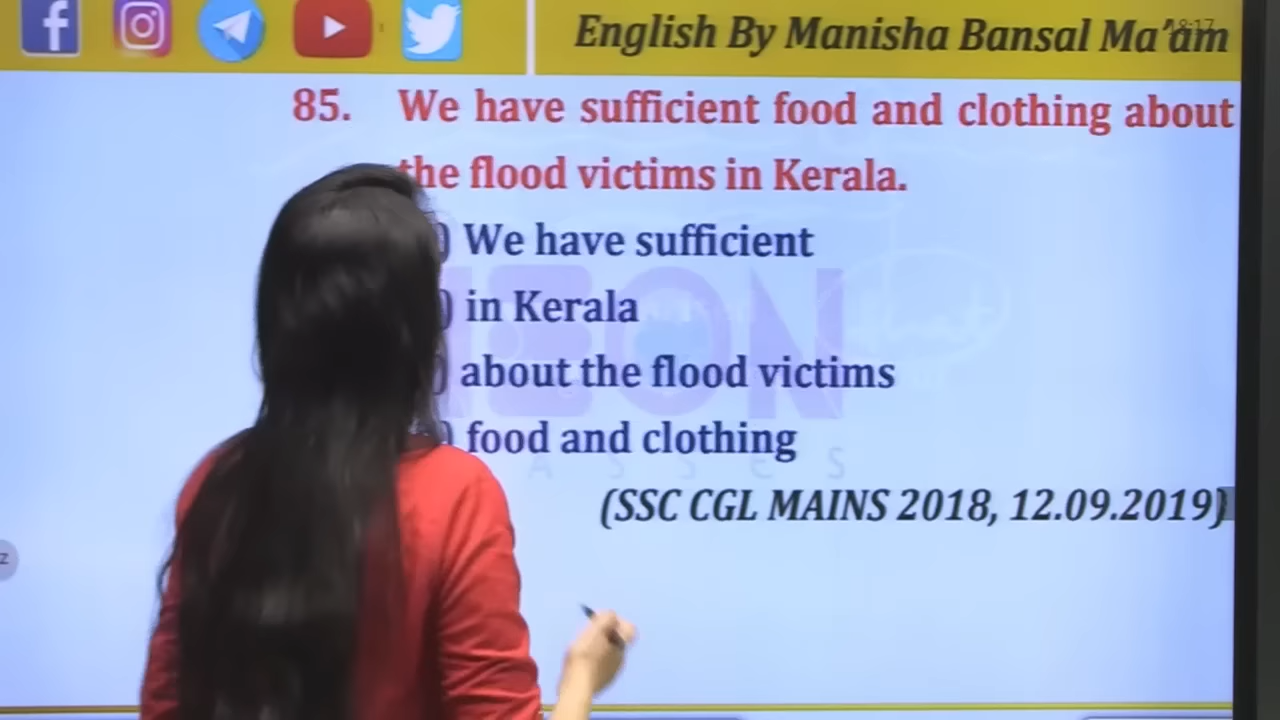 English By Manisha Bansal Ma'am
18:17
85. We have sufficient food and clothing about
the flood victims in Kerala.
) We have sufficient
) in Kerala
) about the flood victims
) food and clothing
(SSC CGL MAINS 2018, 12.09.2019)
z